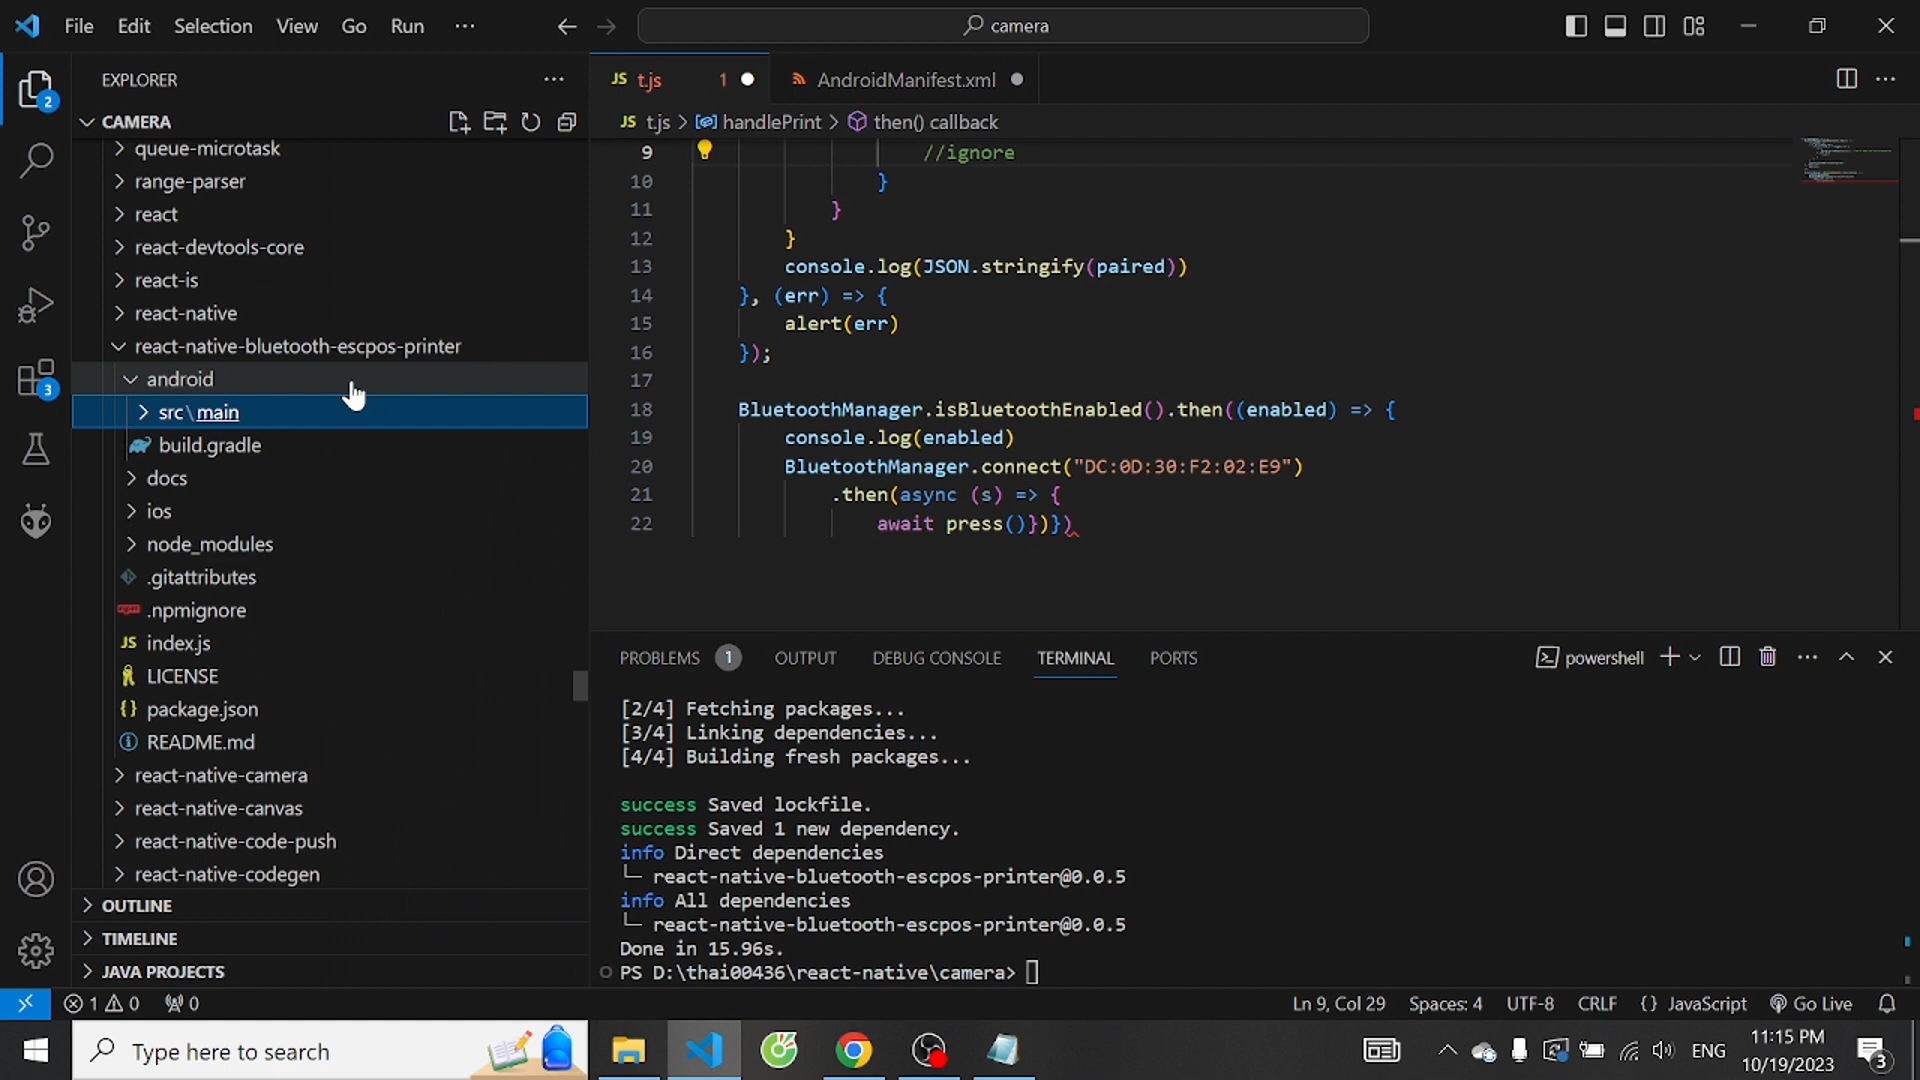 File Edit Selection View Go Run ··· camera
EXPLORER ···
CAMERA
queue-microtask
range-parser
react
react-devtools-core
react-is
react-native
react-native-bluetooth-escpos-printer
android
src\main
build.gradle
docs
ios
node_modules
.gitattributes
.npmignore
JS index.js
LICENSE
{} package.json
README.md
react-native-camera
react-native-canvas
react-native-code-push
react-native-codegen
OUTLINE
TIMELINE
JAVA PROJECTS
2
3
JS t.js 1 AndroidManifest.xml
JS t.js > handlePrint > then() callback
9 //ignore
10 }
11 }
12 }
13 console.log(JSON.stringify(paired))
14 }, (err) => {
15 alert(err)
16 });
17
18 BluetoothManager.isBluetoothEnabled().then((enabled) => {
19 console.log(enabled)
20 BluetoothManager.connect("DC:0D:30:F2:02:E9")
21 .then(async (s) => {
22 await press()})})
PROBLEMS 1 OUTPUT DEBUG CONSOLE TERMINAL PORTS powershell
[2/4] Fetching packages...
[3/4] Linking dependencies...
[4/4] Building fresh packages...
success Saved lockfile.
success Saved 1 new dependency.
info Direct dependencies
└─ react-native-bluetooth-escpos-printer@0.0.5
info All dependencies
└─ react-native-bluetooth-escpos-printer@0.0.5
Done in 15.96s.
PS D:\thai00436\react-native\camera>
1 0 0 Ln 9, Col 29 Spaces: 4 UTF-8 CRLF {} JavaScript Go Live
Type here to search ENG 11:15 PM
10/19/2023 3